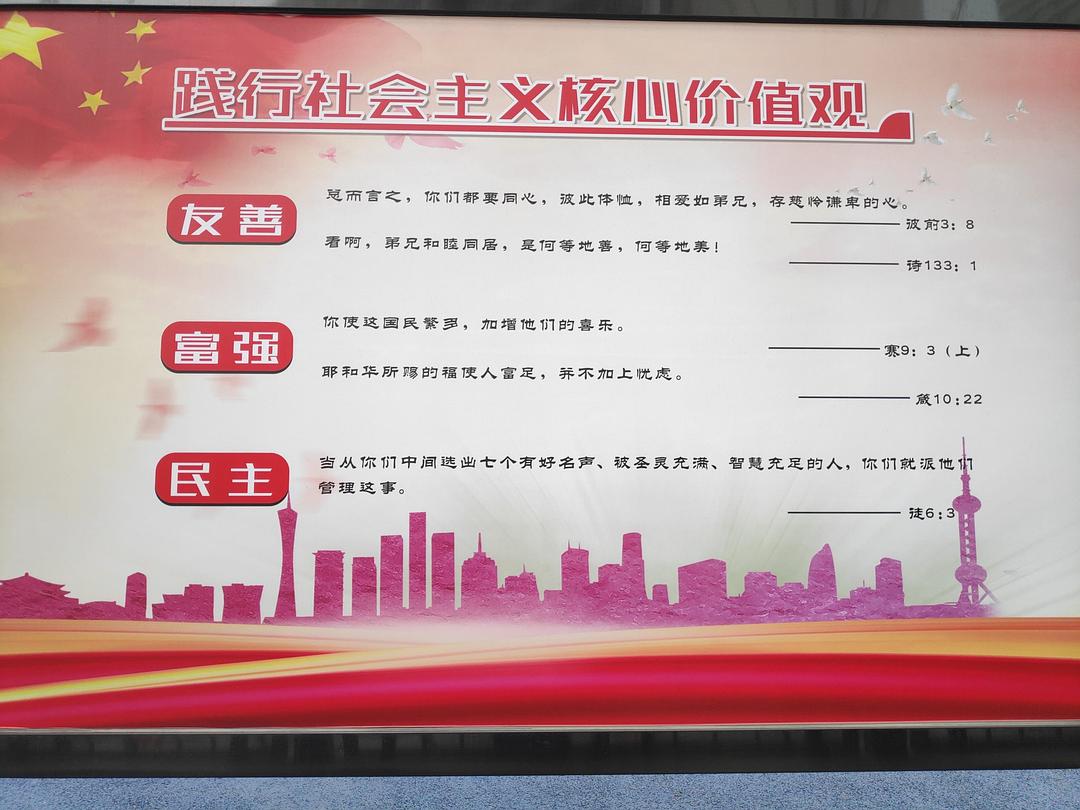 践行社会主义核心价值观
友善
总而言之，你们都要同心，彼此体恤，相爱如弟兄，存慈怜谦卑的心。
——彼前3：8
看啊，弟兄和睦同居，是何等地善，何等地美！
——诗133：1
富强
你使这国民繁多，加增他们的喜乐。
——赛9：3（上）
耶和华所赐的福使人富足，并不加上忧虑。
——箴10:22
民主
当从你们中间选出七个有好名声、被圣灵充满、智慧充足的人，你们就派他们
管理这事。
——徒6:3